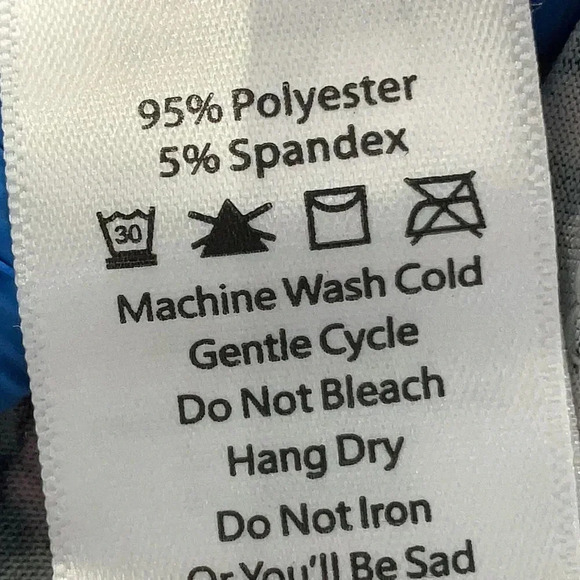 95% Polyester
5% Spandex
30
Machine Wash Cold
Gentle Cycle
Do Not Bleach
Hang Dry
Do Not Iron
Or You'll Be Sad